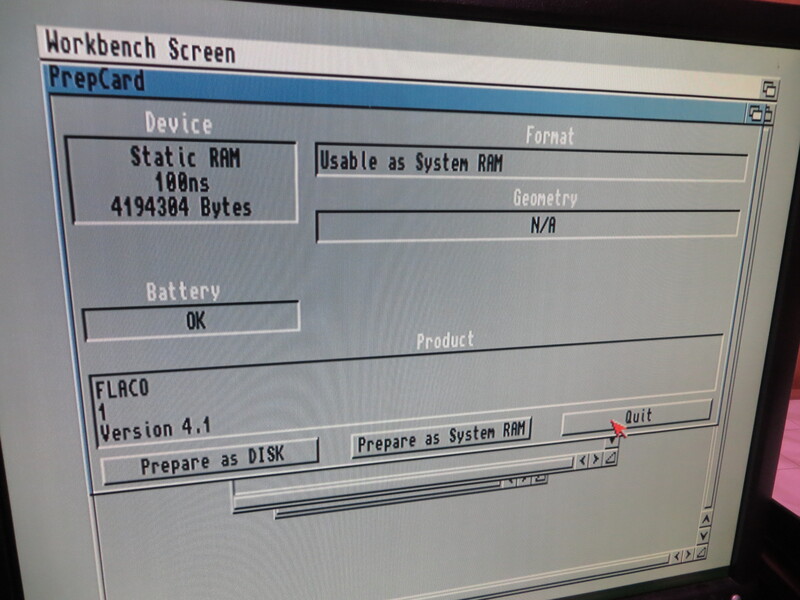 Workbench Screen
PrepCard
Device
Static RAM
100ns
4194304 Bytes
Format
Usable as System RAM
Geometry
N/A
Battery
OK
Product
FLACO
1
Version 4.1
Prepare as DISK
Prepare as System RAM
Quit